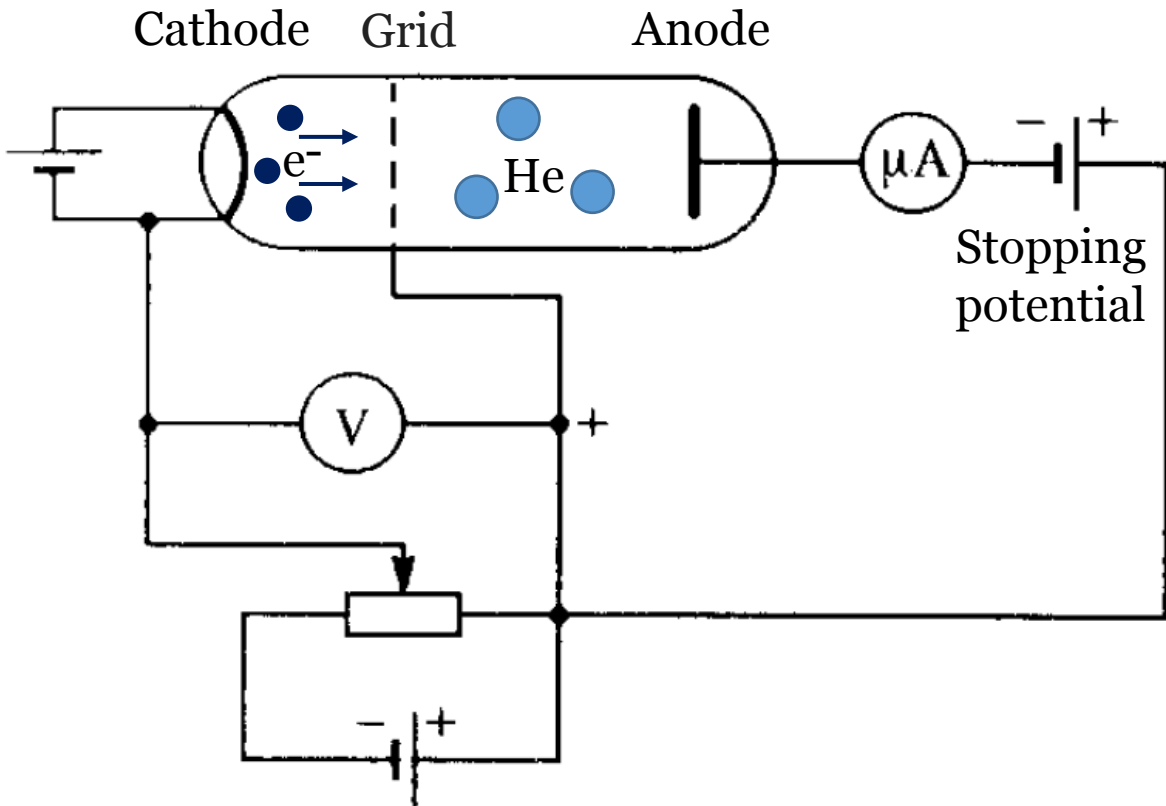 Cathode Grid Anode
e-
He
μA
- +
Stopping
potential
V
+
- +